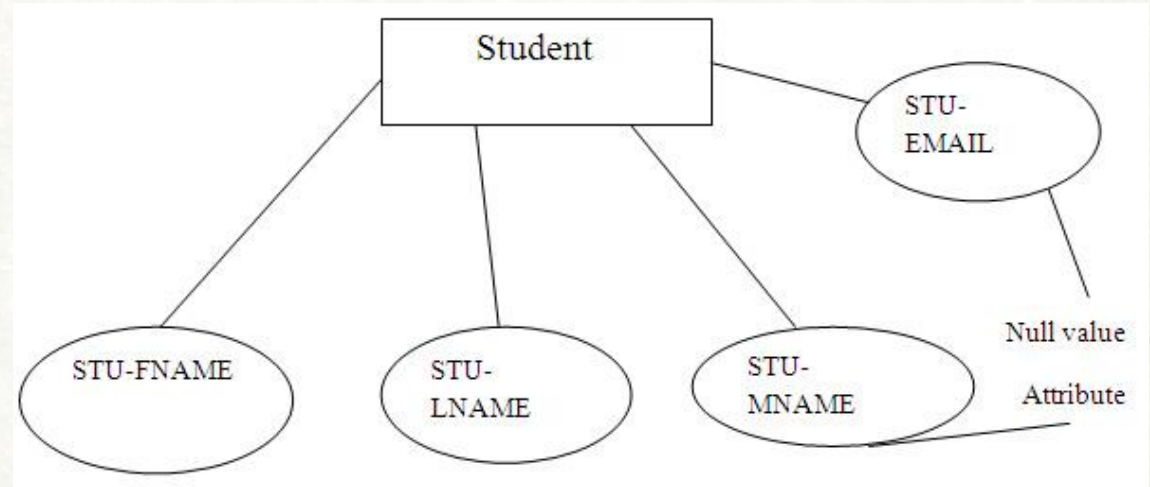 Student
STU-
EMAIL
Null value
Attribute
STU-FNAME
STU-
LNAME
STU-
MNAME